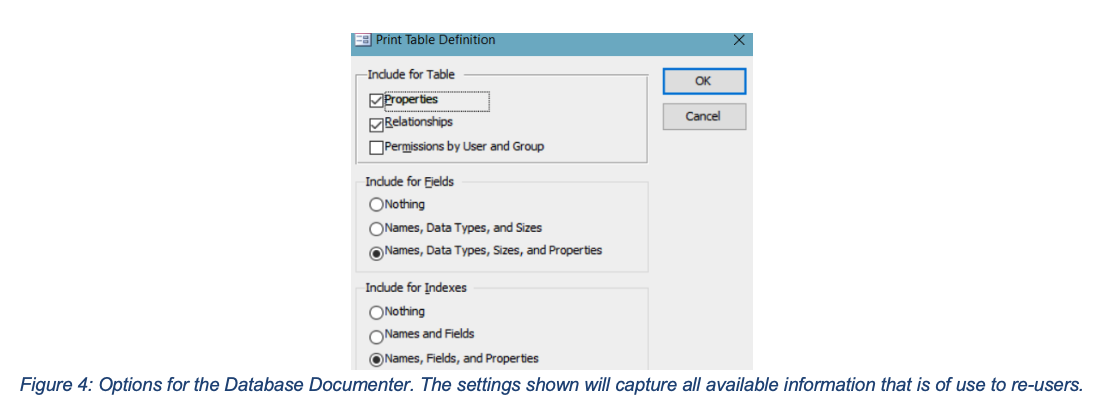 Print Table Definition
Include for Table
OK
Properties
Relationships
Cancel
Permissions by User and Group
Include for Fields
Nothing
Names, Data Types, and Sizes
Names, Data Types, Sizes, and Properties
Include for Indexes
Nothing
Names and Fields
Names, Fields, and Properties
Figure 4: Options for the Database Documenter. The settings shown will capture all available information that is of use to re-users.